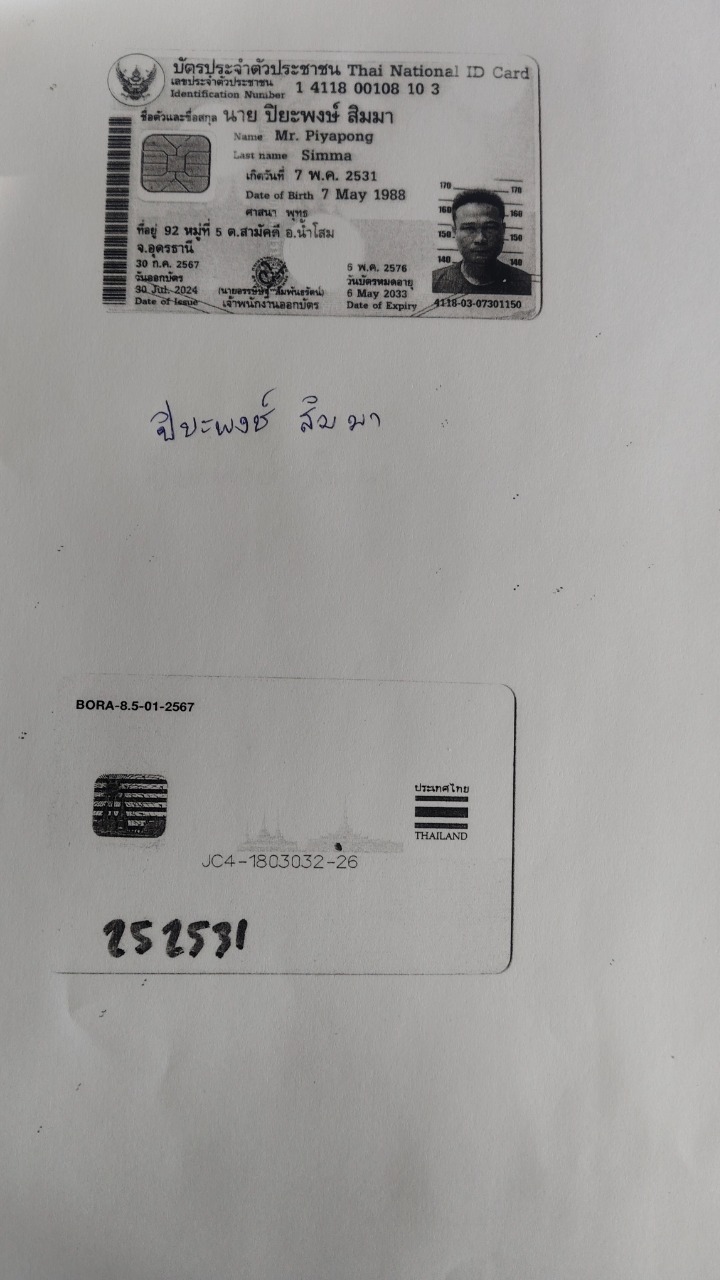 บัตรประจำตัวประชาชน Thai National ID Card
เลขประจำตัวประชาชน
Identification Number 1 4118 00108 10 3
ชื่อตัวและชื่อสกุล นาย ปิยะพงษ์ สิมมา
Name Mr. Piyapong
Last name Simma
เกิดวันที่ 7 พ.ค. 2531
Date of Birth 7 May 1988
ศาสนา พุทธ
ที่อยู่ 92 หมู่ที่ 5 ต.สามัคคี อ.น้ำโสม
จ.อุดรธานี
30 ก.ค. 2567
วันออกบัตร
30 Jul. 2024
Date of Issue
เจ้าพนักงานออกบัตร
6 พ.ค. 2576
วันบัตรหมดอายุ
6 May 2033
Date of Expiry
170 170
160 160
150 150
140 140
4118-03-07301150
ปิยะพงษ์ สิมมา
BORA-8.5-01-2567
ประเทศไทย
THAILAND
JC4-1803032-26
252531